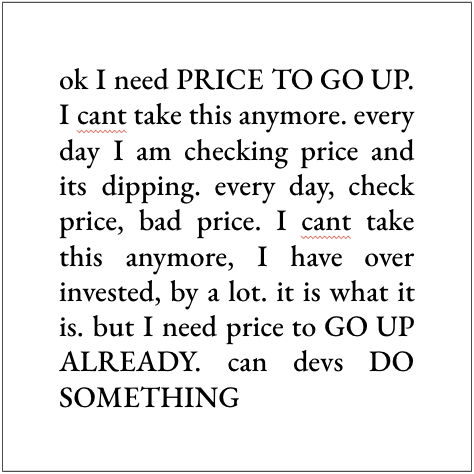 ok I need PRICE TO GO UP.
I cant take this anymore. every
day I am checking price and
its dipping. every day, check
price, bad price. I cant take
this anymore, I have over
invested, by a lot. it is what it
is. but I need price to GO UP
ALREADY. can devs DO
SOMETHING